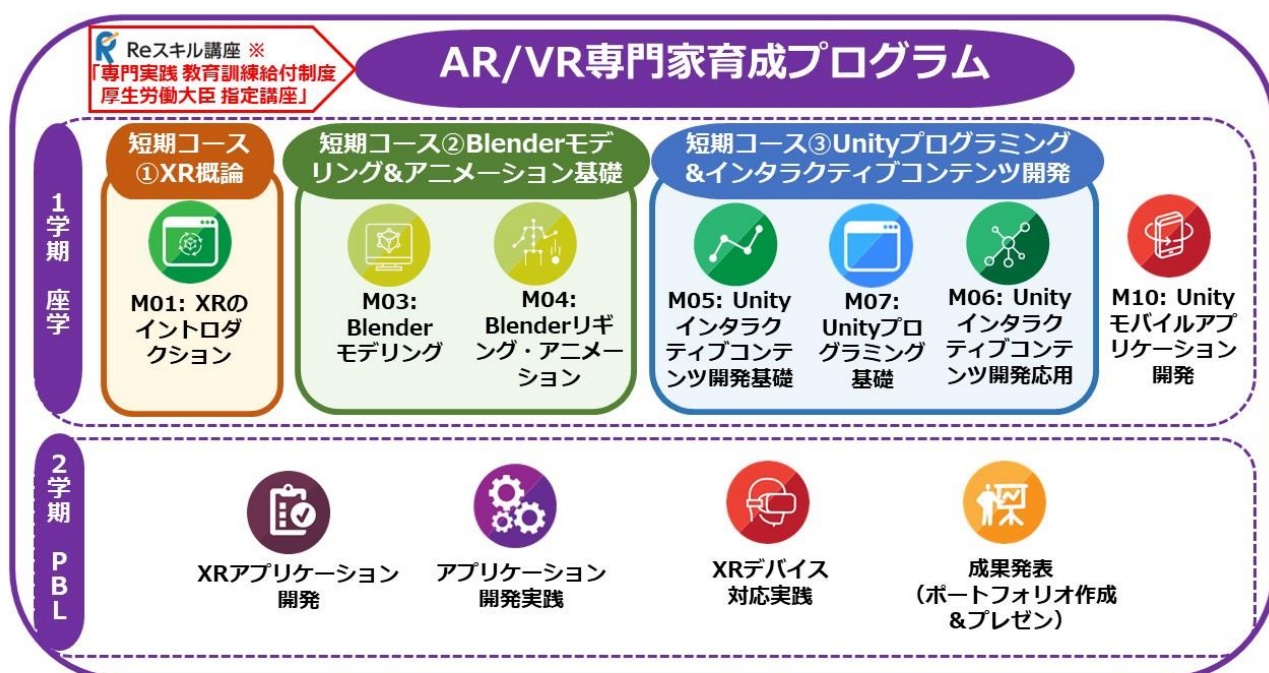 Reスキル講座 ※
「専門実践 教育訓練給付制度
厚生労働大臣 指定講座」
AR/VR専門家育成プログラム
1学期 座学
短期コース
①XR概論
M01: XRの
イントロダ
クション
短期コース②Blenderモデ
リング&アニメーション基礎
M03:
Blender
モデリング
M04:
Blenderリギ
ング・アニメー
ション
短期コース③Unityプログラミング
&インタラクティブコンテンツ開発
M05: Unity
インタラク
ティブコンテ
ンツ開発基礎
M07:
Unityプロ
グラミング
基礎
M06: Unity
インタラク
ティブコンテ
ンツ開発応用
M10: Unity
モバイルアプ
リケーション
開発
2学期 PBL
XRアプリケーション
開発
アプリケーション
開発実践
XRデバイス
対応実践
成果発表
（ポートフォリオ作成
&プレゼン）